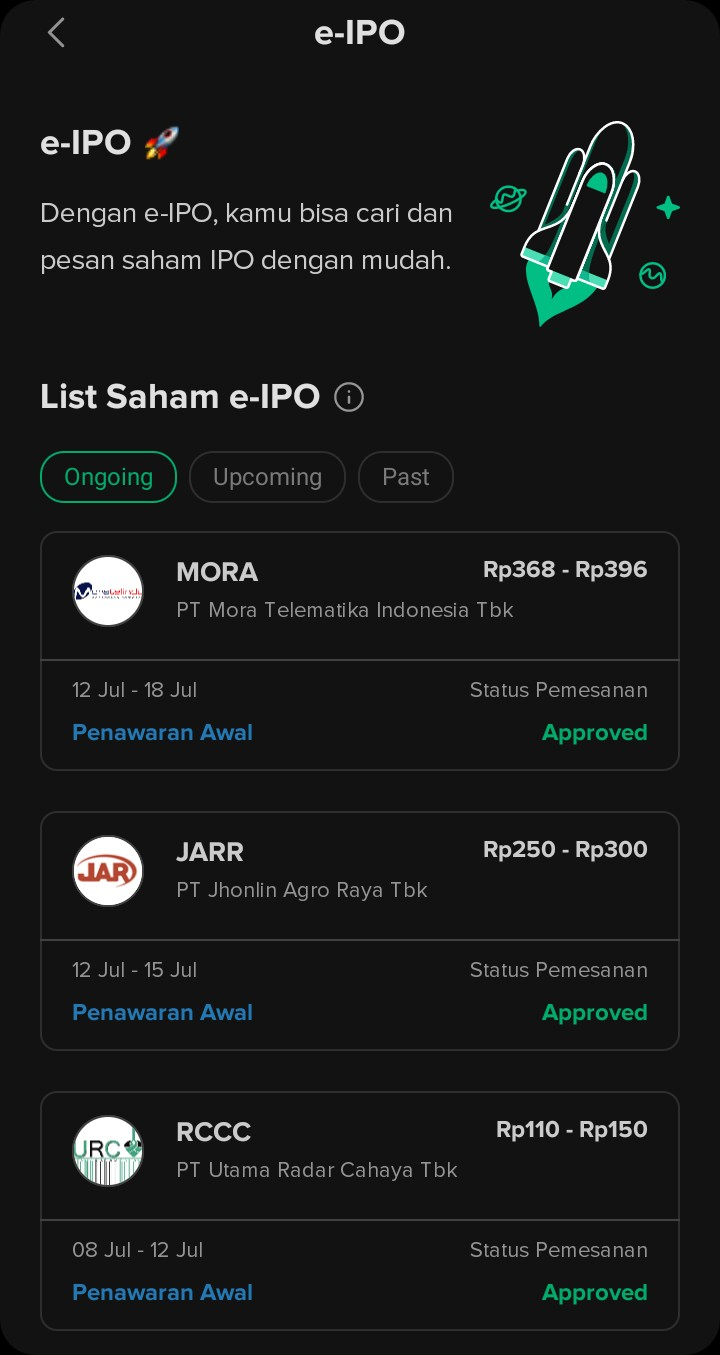 e-IPO
e-IPO 🚀
Dengan e-IPO, kamu bisa cari dan
pesan saham IPO dengan mudah.
List Saham e-IPO
Ongoing Upcoming Past
MORA Rp368 - Rp396
PT Mora Telematika Indonesia Tbk
12 Jul - 18 Jul Status Pemesanan
Penawaran Awal Approved
JAR
JARR Rp250 - Rp300
PT Jhonlin Agro Raya Tbk
12 Jul - 15 Jul Status Pemesanan
Penawaran Awal Approved
URC
RCCC Rp110 - Rp150
PT Utama Radar Cahaya Tbk
08 Jul - 12 Jul Status Pemesanan
Penawaran Awal Approved